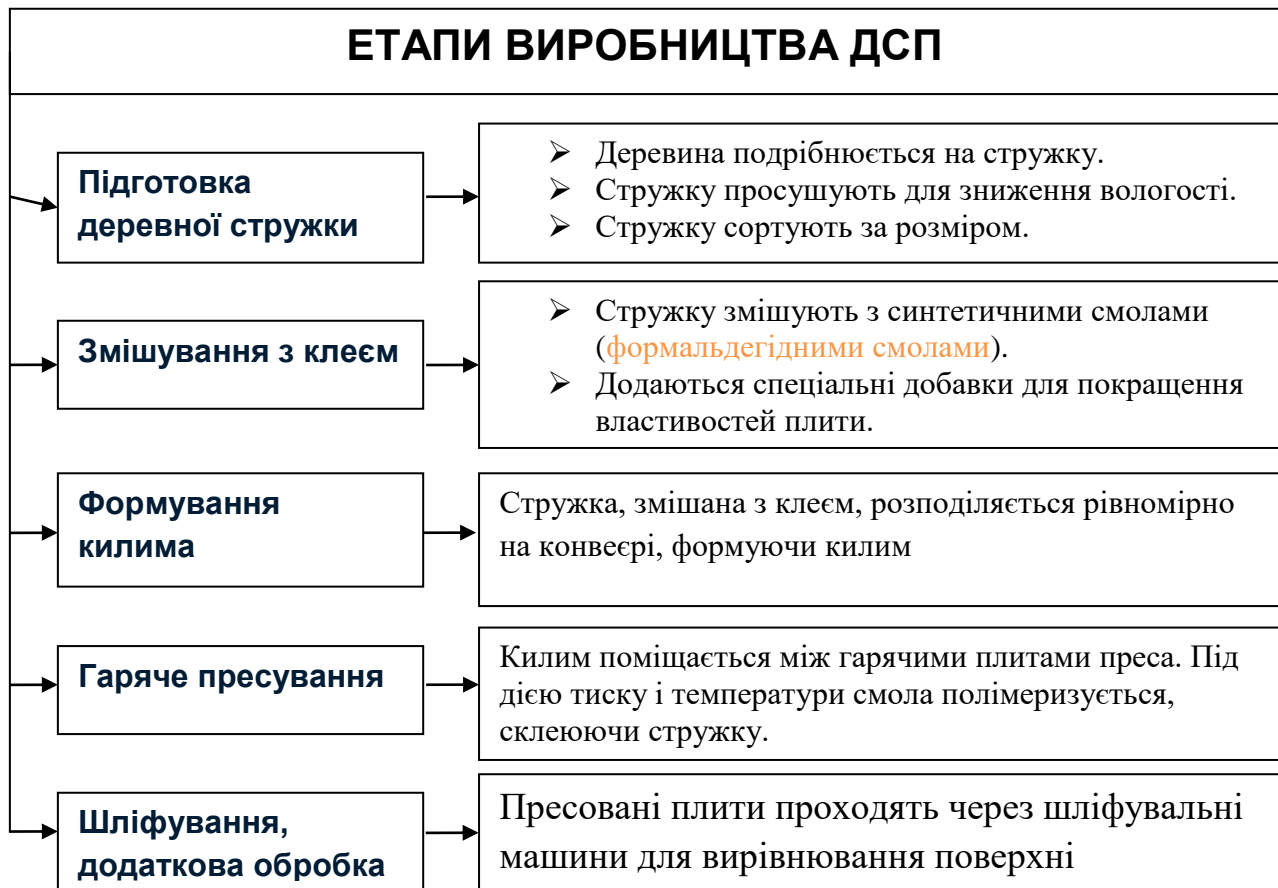 ЕТАПИ ВИРОБНИЦТВА ДСП
Підготовка
деревної стружки
➢ Деревина подрібнюється на стружку.
➢ Стружку просушують для зниження вологості.
➢ Стружку сортують за розміром.
Змішування з клеєм
➢ Стружку змішують з синтетичними смолами
(формальдегідними смолами).
➢ Додаються спеціальні добавки для покращення
властивостей плити.
Формування
килима
Стружка, змішана з клеєм, розподіляється рівномірно
на конвеєрі, формуючи килим
Гаряче пресування
Килим поміщається між гарячими плитами преса. Під
дією тиску і температури смола полімеризується,
склеюючи стружку.
Шліфування,
додаткова обробка
Пресовані плити проходять через шліфувальні
машини для вирівнювання поверхні